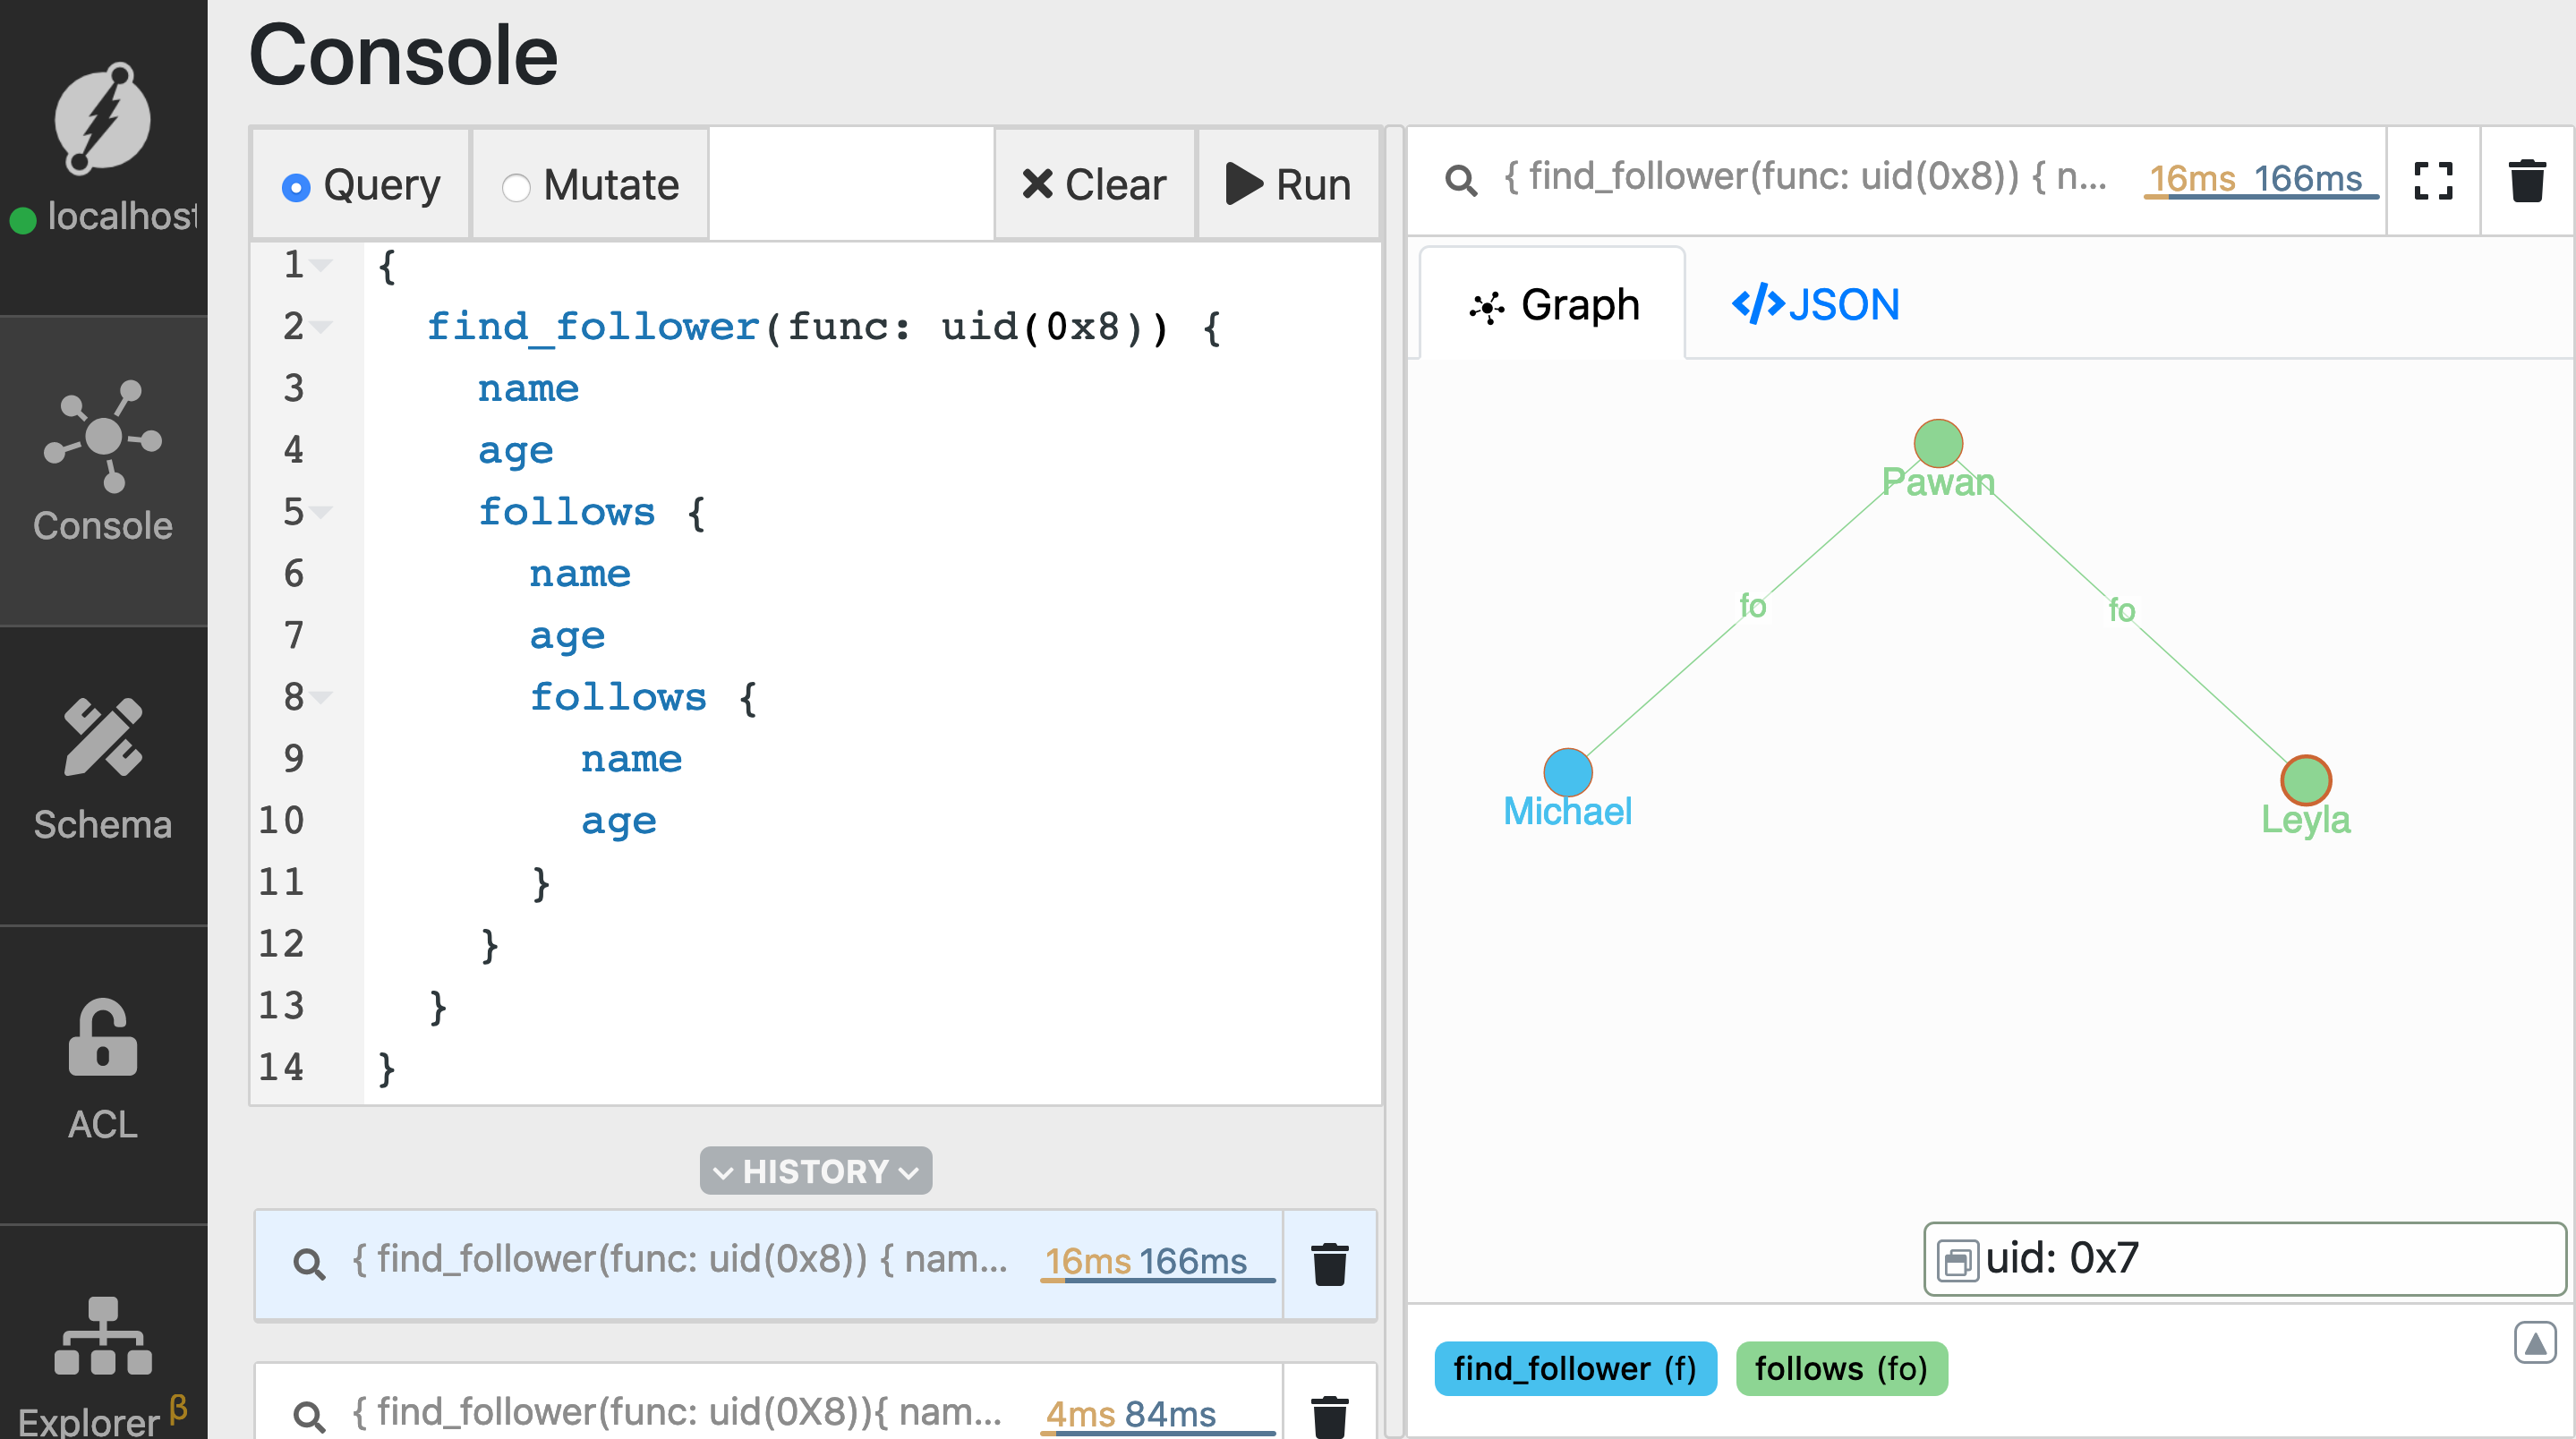 Console
localhost
Console
Schema
ACL
Explorer β
Query
Mutate
Clear
Run
1 {
2 find_follower(func: uid(0x8)) {
3 name
4 age
5 follows {
6 name
7 age
8 follows {
9 name
10 age
11 }
12 }
13 }
14 }
HISTORY
{ find_follower(func: uid(0x8)) { nam... 16ms 166ms
{ find_follower(func: uid(0X8)){ nam... 4ms 84ms
{ find_follower(func: uid(0x8)) { n... 16ms 166ms
Graph
</>JSON
Pawan
fo
fo
Michael
Leyla
uid: 0x7
find_follower (f)
follows (fo)